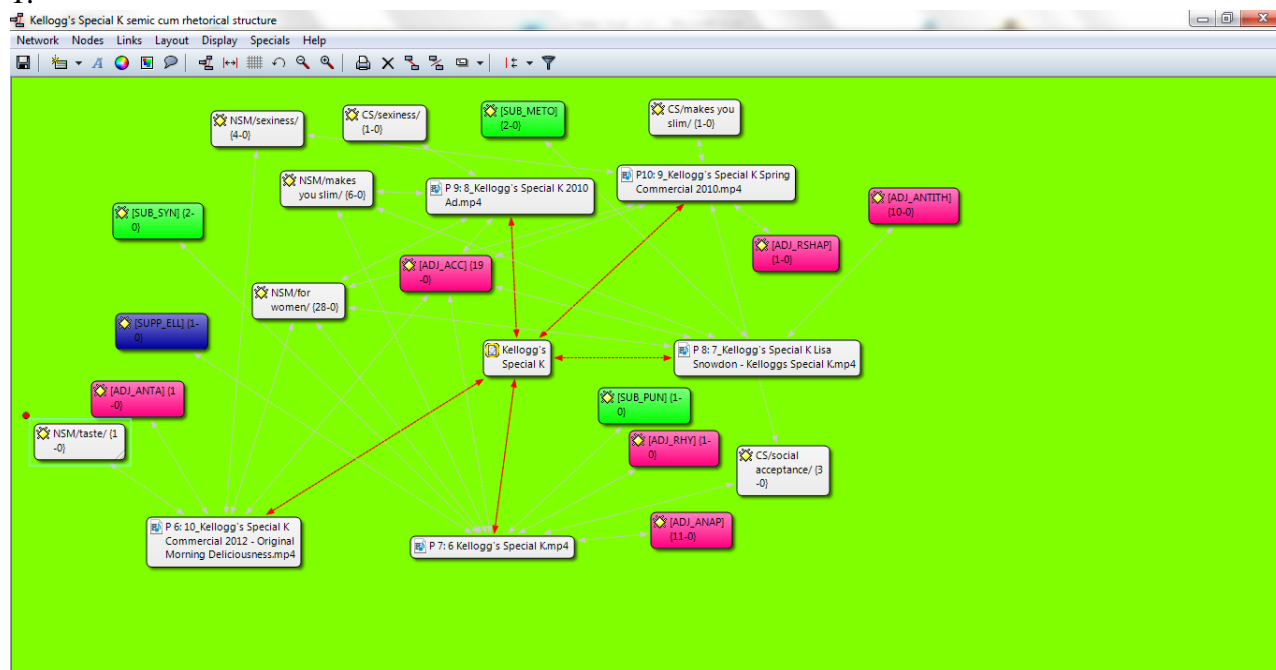 1.
Kellogg's Special K semic cum rhetorical structure
Network Nodes Links Layout Display Specials Help
NSM/sexiness/
{4-0}
CS/sexiness/
{1-0}
[SUB_METO]
{2-0}
CS/makes you
slim/ {1-0}
NSM/makes
you slim/ {6-0}
P 9: 8_Kellogg's Special K 2010
Ad.mp4
P10: 9_Kellogg's Special K Spring
Commercial 2010.mp4
[ADJ_ANTITH]
{10-0}
[SUB_SYN] {2-
0}
[ADJ_RSHAP]
{1-0}
[ADJ_ACC] {19
-0}
NSM/for
women/ {28-0}
[SUPP_ELL] {1-
0}
Kellogg's
Special K
P 8: 7_Kellogg's Special K Lisa
Snowdon - Kelloggs Special K.mp4
[ADJ_ANTA] {1
-0}
[SUB_PUN] {1-
0}
NSM/taste/ {1
-0}
[ADJ_RHY] {1-
0}
CS/social
acceptance/ {3
-0}
P 6: 10_Kellogg's Special K
Commercial 2012 - Original
Morning Deliciousness.mp4
P 7: 6 Kellogg's Special K.mp4
[ADJ_ANAP]
{11-0}